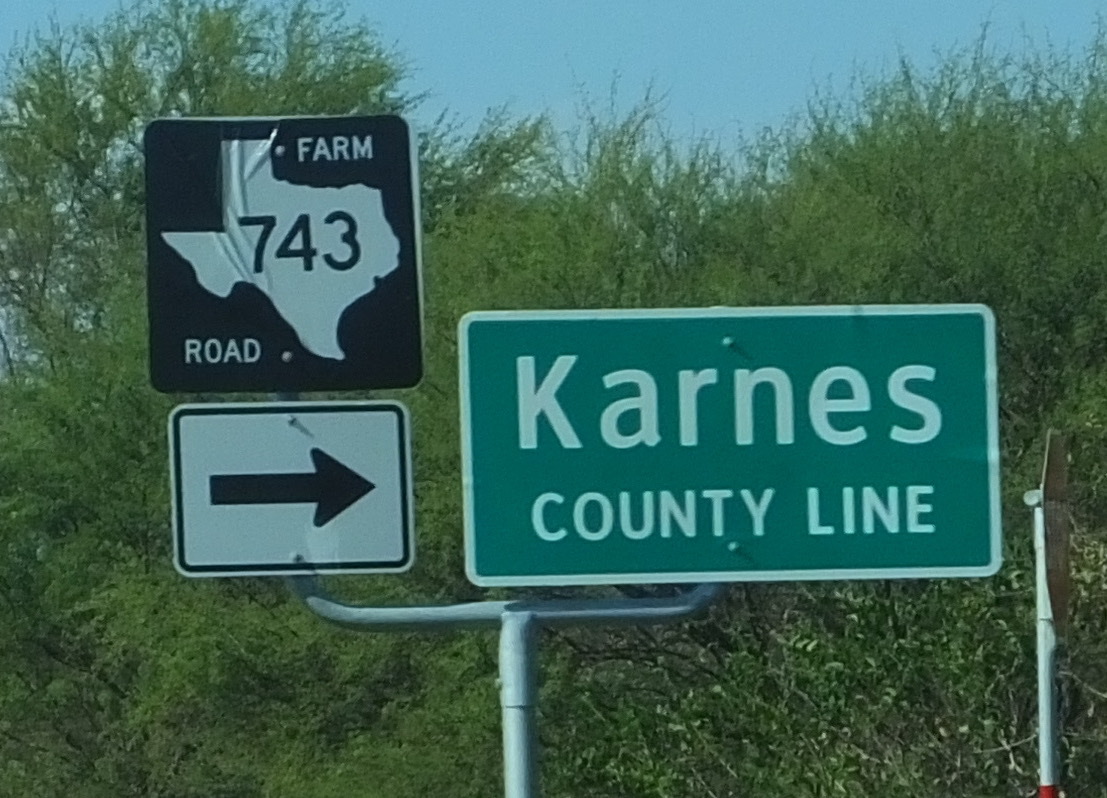 FARM
743
ROAD
Karnes
COUNTY LINE